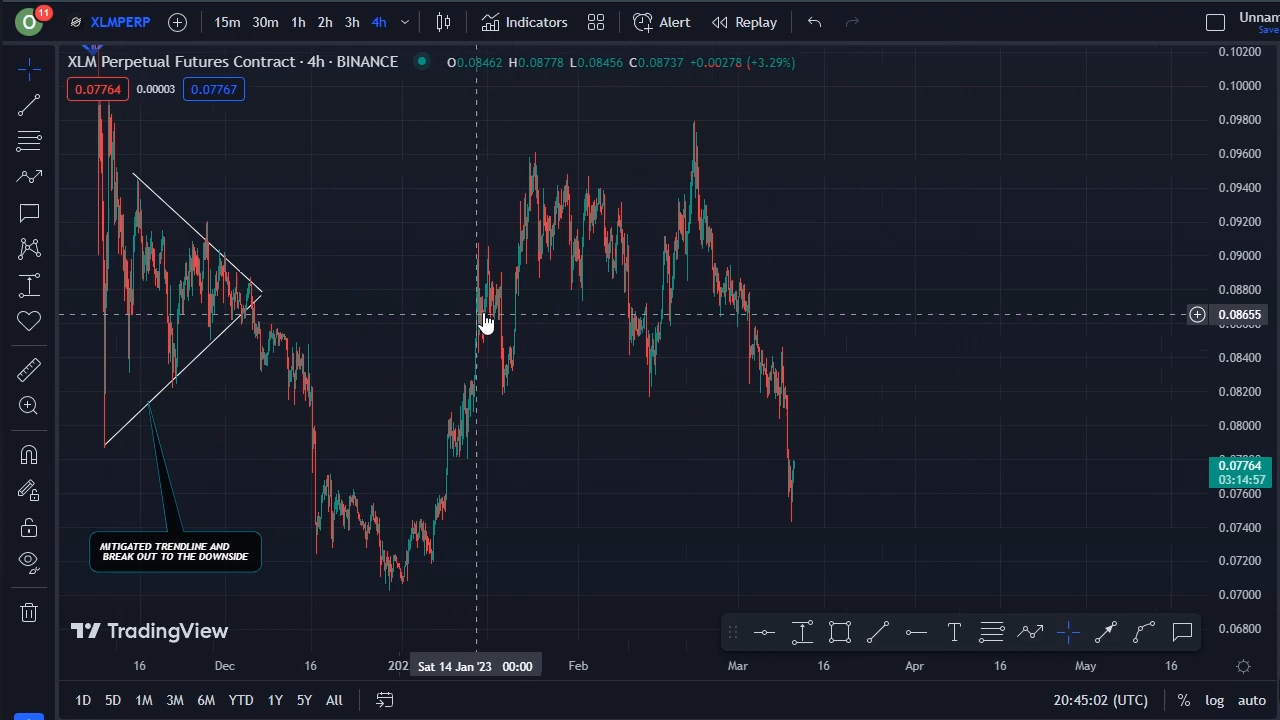 O 11 XLMPERP 15m 30m 1h 2h 3h 4h Indicators Alert Replay Unnam
Save
XLM Perpetual Futures Contract · 4h · BINANCE O0.08462 H0.08778 L0.08456 C0.08737 +0.00278 (+3.29%)
0.07764 0.00003 0.07767
0.10200
0.10000
0.09800
0.09600
0.09400
0.09200
0.09000
0.08800
0.08655
0.08400
0.08200
0.08000
0.07764
03:14:57
0.07600
0.07400
0.07200
0.07000
0.06800
MITIGATED TRENDLINE AND
BREAK OUT TO THE DOWNSIDE
TradingView
T
16 Dec 16 202 Sat 14 Jan '23 00:00 Feb Mar 16 Apr 16 May 16
1D 5D 1M 3M 6M YTD 1Y 5Y All 20:45:02 (UTC) % log auto